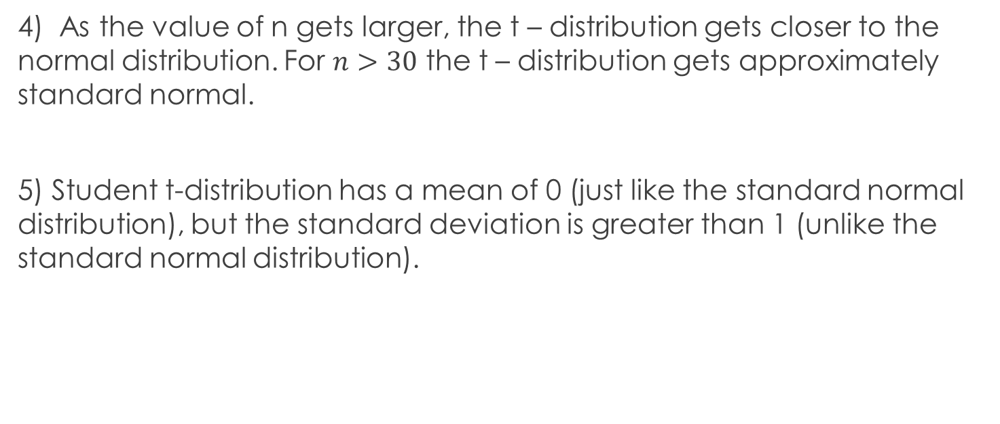 4)  As the value of n gets larger, the t – distribution gets closer to the
normal distribution. For n > 30 the t – distribution gets approximately
standard normal.
5) Student t-distribution has a mean of 0 (just like the standard normal
distribution), but the standard deviation is greater than 1 (unlike the
standard normal distribution).